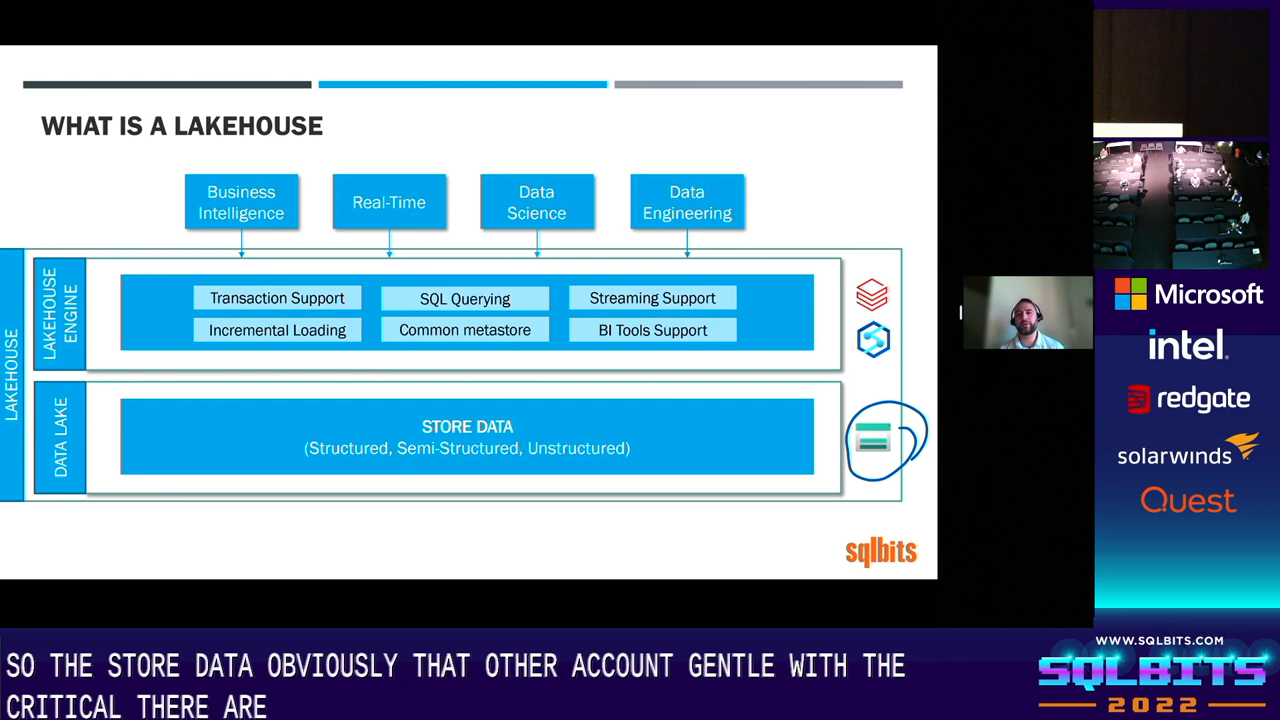 WHAT IS A LAKEHOUSE
Business
Intelligence
Real-Time
Data
Science
Data
Engineering
LAKEHOUSE
LAKEHOUSE
ENGINE
Transaction Support
SQL Querying
Streaming Support
Incremental Loading
Common metastore
BI Tools Support
DATA LAKE
STORE DATA
(Structured, Semi-Structured, Unstructured)
sqlbits
Microsoft
intel.
redgate
solarwinds
Quest
WWW.SQLBITS.COM
SQLBITS
2022
SO THE STORE DATA OBVIOUSLY THAT OTHER ACCOUNT GENTLE WITH THE
CRITICAL THERE ARE